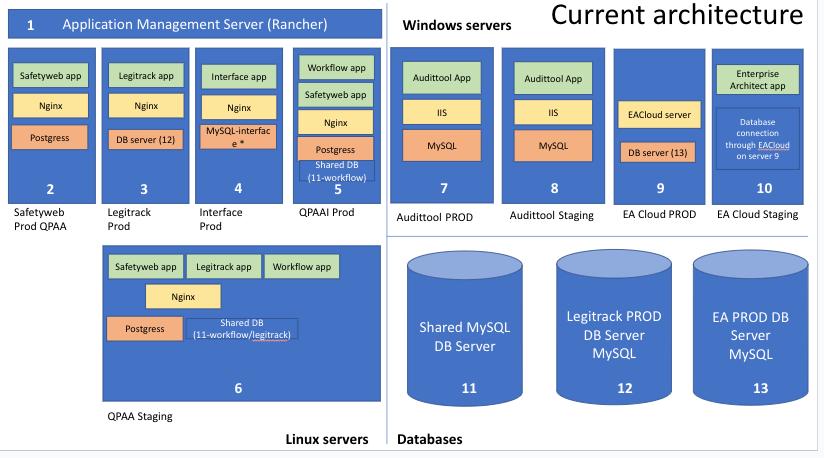 Current architecture
1 Application Management Server (Rancher)
Windows servers
Safetyweb app
Nginx
Postgress
2
Safetyweb
Prod QPAA
Legitrack app
Nginx
DB server (12)
3
Legitrack
Prod
Interface app
Nginx
MySQL-interfac
e *
4
Interface
Prod
Workflow app
Safetyweb app
Nginx
Postgress
Shared DB
(11-workflow)
5
QPAAI Prod
Audittool App
IIS
MySQL
7
Audittool PROD
Audittool App
IIS
MySQL
8
Audittool Staging
EACloud server
DB server (13)
9
EA Cloud PROD
Enterprise
Architect app
Database
connection
through EACloud
on server 9
10
EA Cloud Staging
Safetyweb app
Legitrack app
Workflow app
Nginx
Postgress
Shared DB
(11-workflow/legitrack)
6
QPAA Staging
Linux servers
Shared MySQL
DB Server
11
Legitrack PROD
DB Server
MySQL
12
EA PROD DB
Server
MySQL
13
Databases